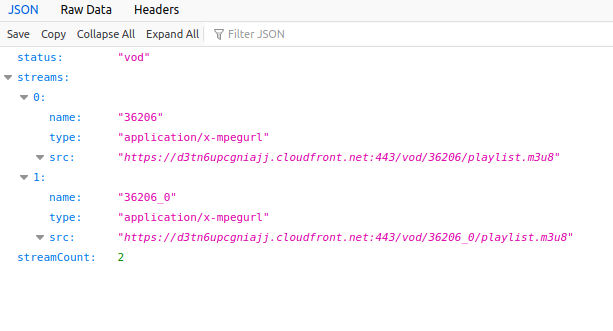 JSON Raw Data Headers
Save Copy Collapse All Expand All Filter JSON
status: "vod"
streams:
0:
name: "36206"
type: "application/x-mpegurl"
src: "https://d3tn6upcgniajj.cloudfront.net:443/vod/36206/playlist.m3u8"
1:
name: "36206_0"
type: "application/x-mpegurl"
src: "https://d3tn6upcgniajj.cloudfront.net:443/vod/36206_0/playlist.m3u8"
streamCount: 2